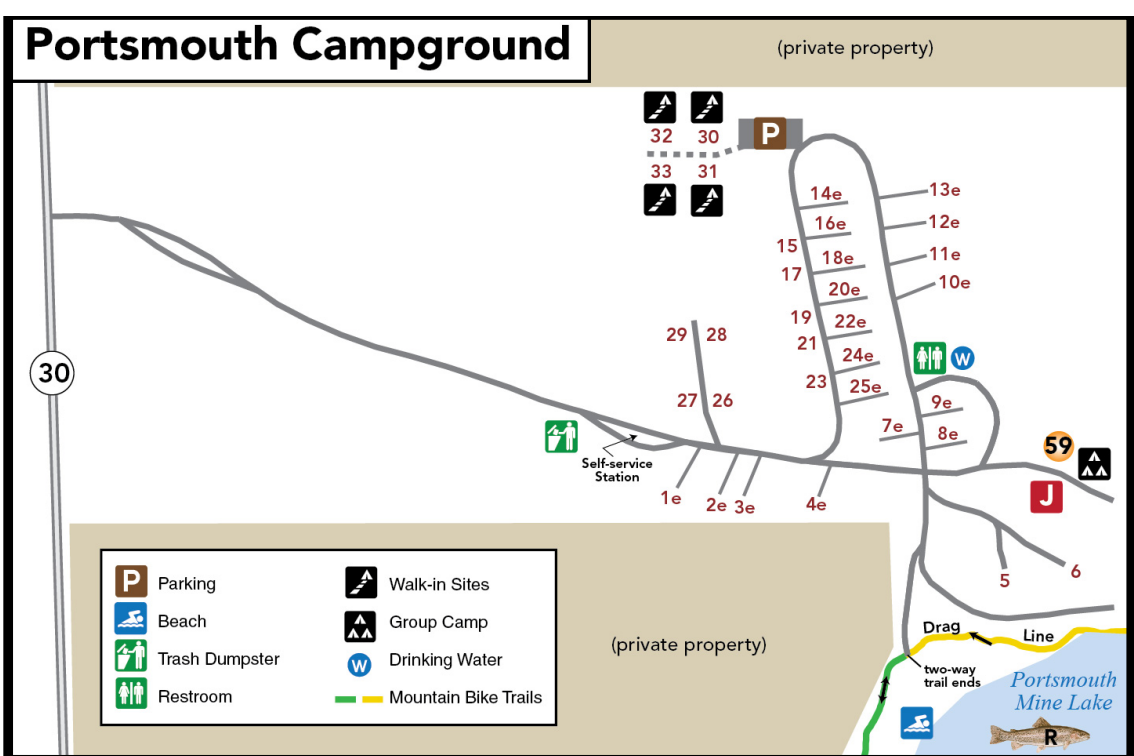 Portsmouth Campground
(private property)
P
32 30
33 31
14e
13e
16e
12e
15
18e
11e
17
20e
10e
19
22e
29 28
21
24e
30
23
25e
W
27 26
9e
7e
8e
Self-service
Station
59
1e
2e
3e
4e
J
5
6
P Parking
Walk-in Sites
Beach
Group Camp
Trash Dumpster
W Drinking Water
Restroom
Mountain Bike Trails
(private property)
Drag Line
two-way
trail ends
Portsmouth
Mine Lake
R